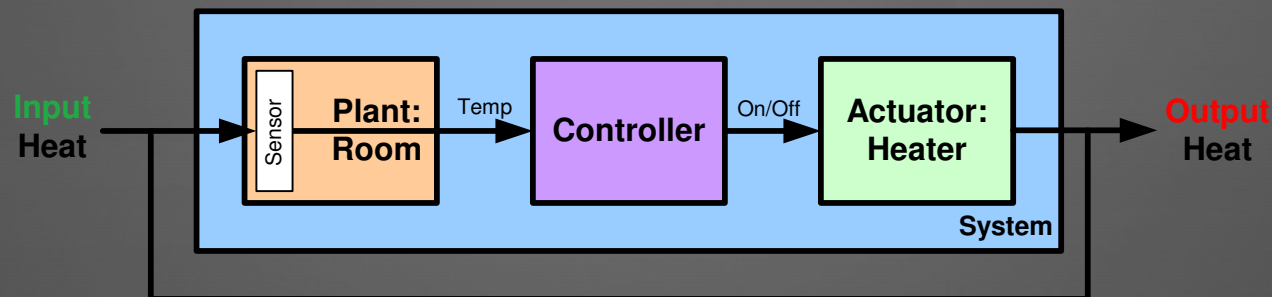 Input
Heat
Sensor
Plant:
Room
Temp
Controller
On/Off
Actuator:
Heater
Output
Heat
System